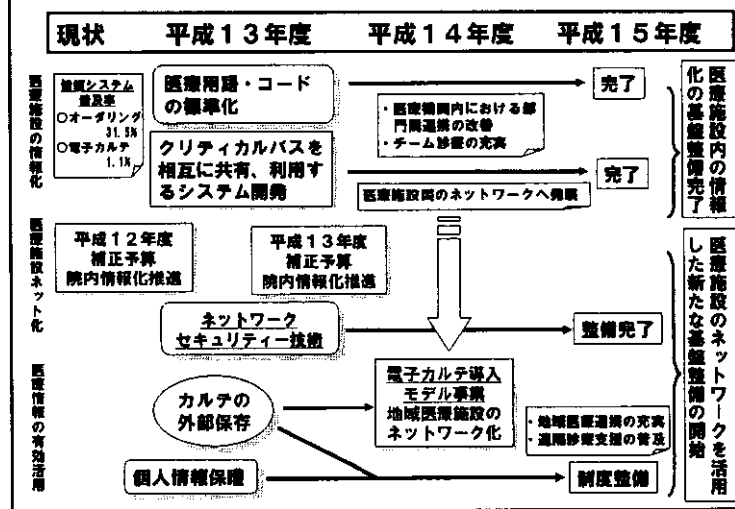 現状
平成13年度
平成14年度
平成15年度
医療施設の情報化
普及率
○オーダリング
31.5%
○電子カルテ
1.1%
医療用語・コード
の標準化
完了
・医療機関内における部
門間連携の改善
・チーム診療の充実
クリティカルパスを
相互に共有、利用す
るシステム開発
完了
医療施設間のネットワークへ発展
医療施設内の情報
化の基盤整備完了
医療施設ネット化
平成12年度
補正予算
院内情報化推進
平成13年度
補正予算
院内情報化推進
ネットワーク
セキュリティー技術
整備完了
医療情報の有効活用
カルテの
外部保存
電子カルテ導入
モデル事業
地域医療施設の
ネットワーク化
・地域医療連携の充実
・遠隔診療支援の普及
個人情報保護
制度整備
医療施設のネットワークを活用
した新たな基盤整備の開始